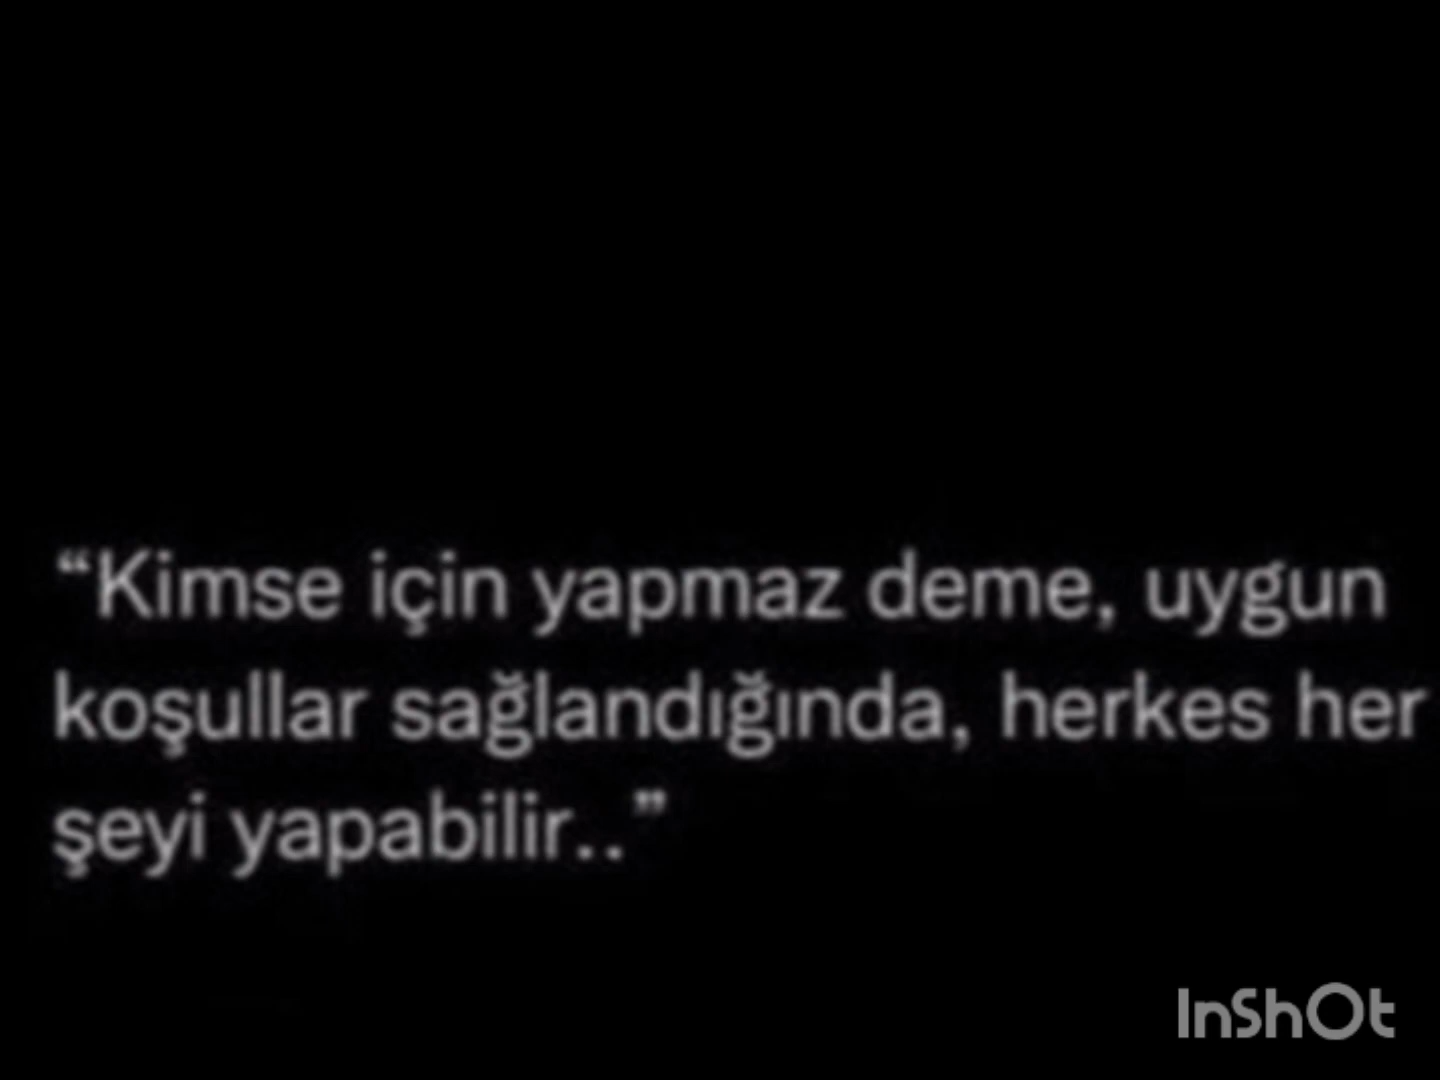 “Kimse için yapmaz deme, uygun
koşullar sağlandığında, herkes her
şeyi yapabilir..”
InShOt